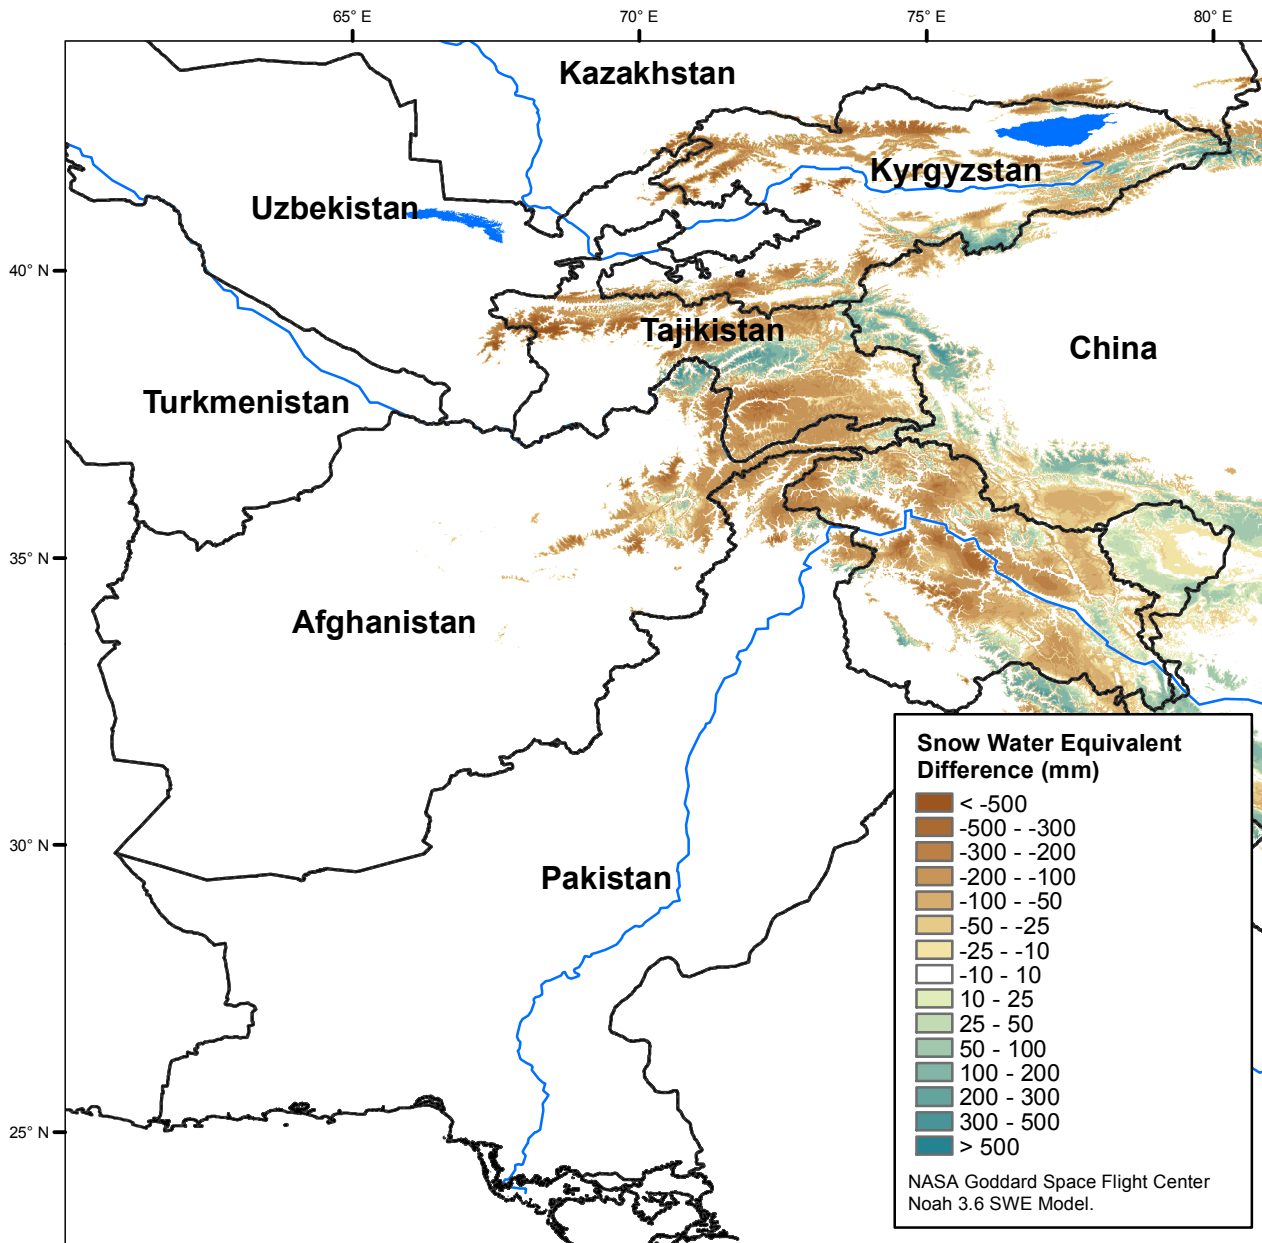 65° E
70° E
75° E
80° E
Kazakhstan
Kyrgyzstan
Uzbekistan
40° N
Tajikistan
China
Turkmenistan
35° N
Afghanistan
Snow Water Equivalent
Difference (mm)
< -500
-500 - -300
-300 - -200
-200 - -100
-100 - -50
-50 - -25
-25 - -10
-10 - 10
10 - 25
25 - 50
50 - 100
100 - 200
200 - 300
300 - 500
> 500
30° N
Pakistan
25° N
NASA Goddard Space Flight Center
Noah 3.6 SWE Model.